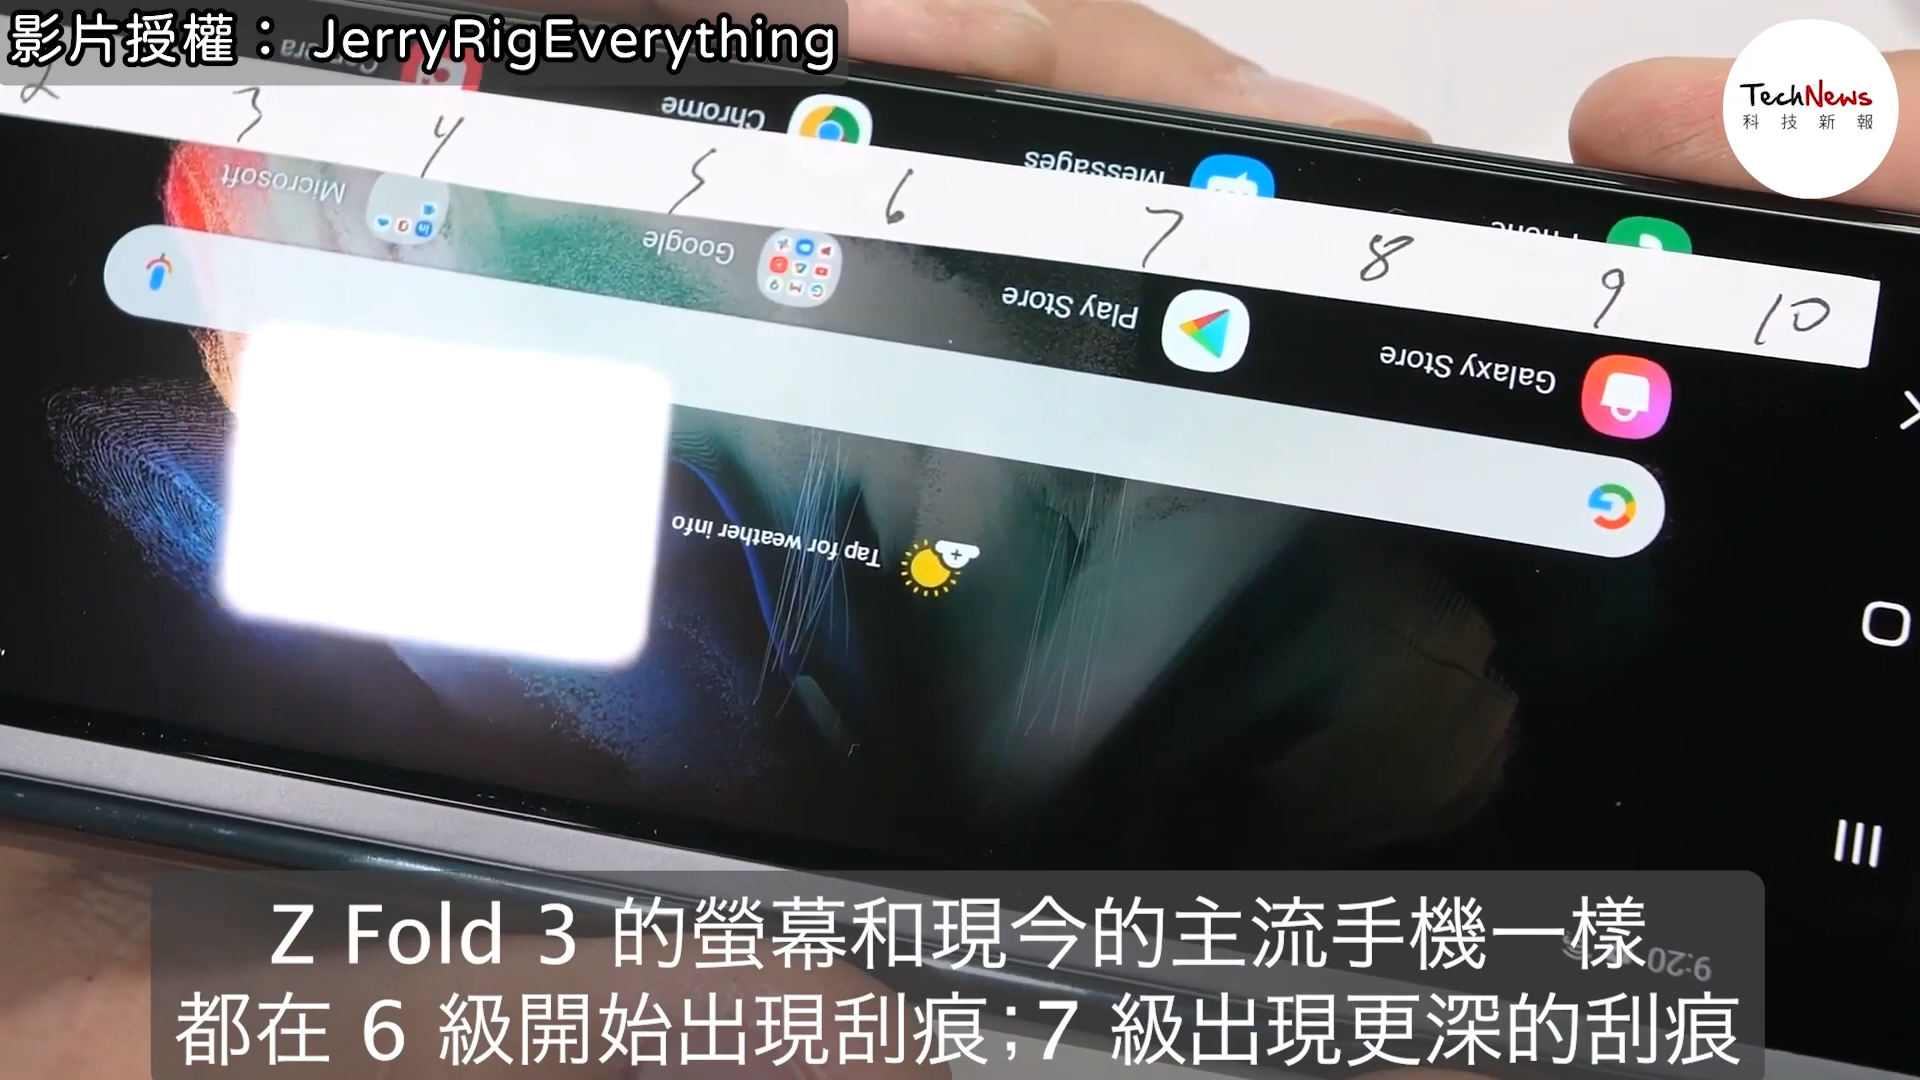 影片授權： JerryRigEverything
TechNews
科技新報
2 3 4 5 6 7 8 9 10
Camera
Chrome
Messages
Phone
Microsoft
Google
Play Store
Galaxy Store
Tap for weather info
9:20
Z Fold 3 的螢幕和現今的主流手機一樣
都在 6 級開始出現刮痕;7 級出現更深的刮痕